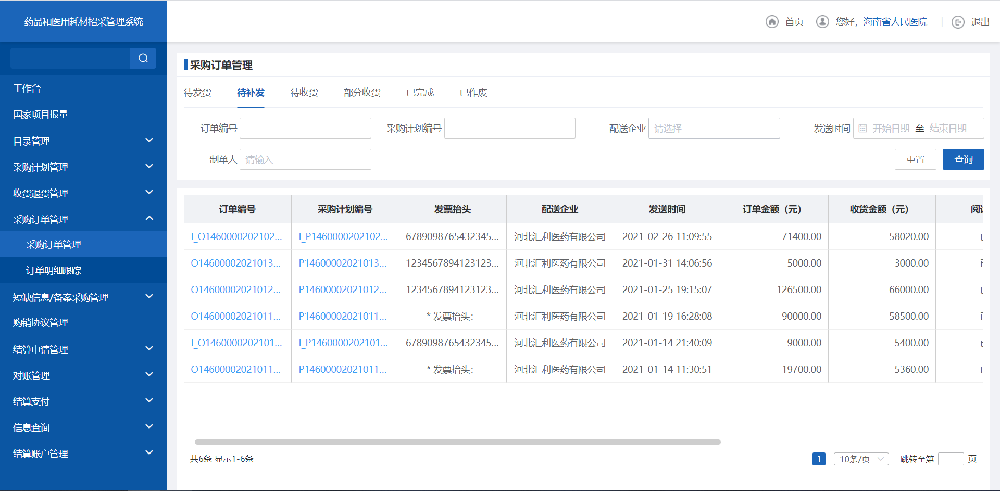 药品和医用耗材招采管理系统
首页
您好，海南省人民医院
退出
工作台
国家项目报量
目录管理
采购计划管理
收货退货管理
采购订单管理
采购订单管理
订单明细跟踪
短缺信息/备案采购管理
购销协议管理
结算申请管理
对账管理
结算支付
信息查询
结算账户管理
采购订单管理
待发货 待补发 待收货 部分收货 已完成 已作废
订单编号 采购计划编号 配送企业 请选择 发送时间 开始日期 至 结束日期
制单人 请输入 重置 查询
订单编号 采购计划编号 发票抬头 配送企业 发送时间 订单金额（元） 收货金额（元）
I_O1460000202102... I_P1460000202102... 6789098765432345... 河北汇利医药有限公司 2021-02-26 11:09:55 71400.00 58020.00
O14600002021013... P14600002021013... 1234567894123123... 河北汇利医药有限公司 2021-01-31 14:06:56 5000.00 3000.00
O14600002021012... P14600002021012... 1234567894123123... 河北汇利医药有限公司 2021-01-25 19:15:07 126500.00 66000.00
O14600002021011... P14600002021011... * 发票抬头： 河北汇利医药有限公司 2021-01-19 16:28:08 90000.00 58500.00
I_O1460000202101... I_P1460000202101... 6789098765432345... 河北汇利医药有限公司 2021-01-14 21:40:09 9000.00 5400.00
O14600002021011... P14600002021011... * 发票抬头： 河北汇利医药有限公司 2021-01-14 11:30:51 19700.00 5360.00
共6条 显示1-6条 1 10条/页 跳转至第 页